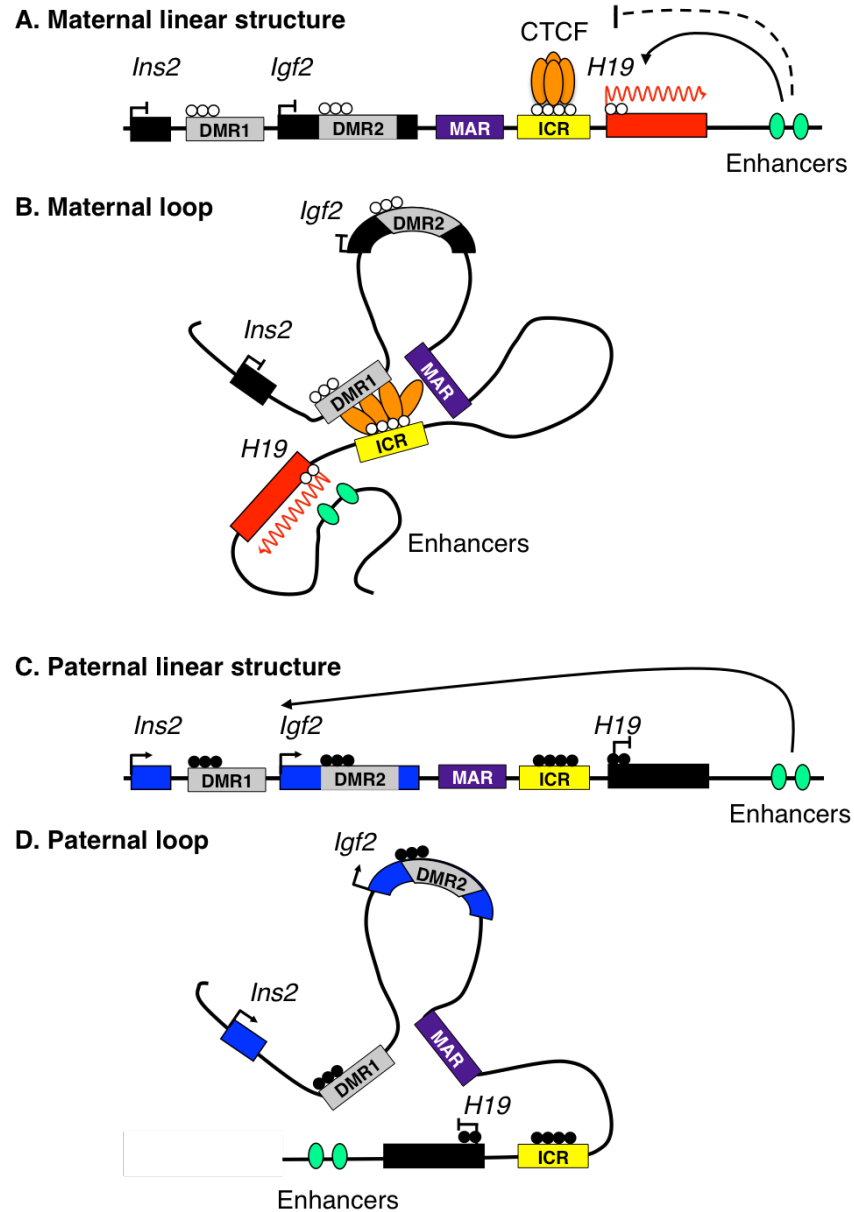 A. Maternal linear structure
CTCF
Ins2
Igf2
H19
DMR1
DMR2
MAR
ICR
Enhancers
B. Maternal loop
Igf2
DMR2
Ins2
DMR1
MAR
H19
ICR
Enhancers
C. Paternal linear structure
Ins2
Igf2
H19
DMR1
DMR2
MAR
ICR
Enhancers
D. Paternal loop
Igf2
DMR2
Ins2
MAR
DMR1
H19
ICR
Enhancers